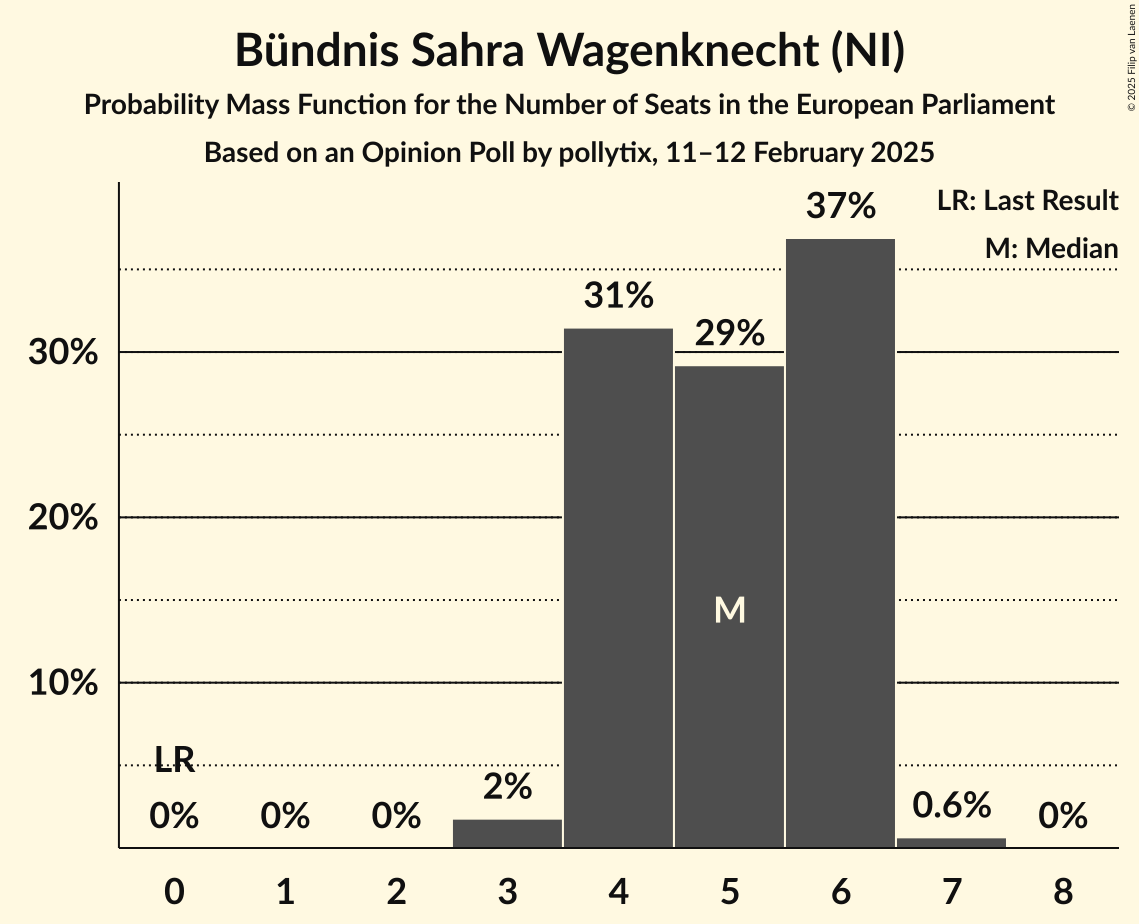 Bündnis Sahra Wagenknecht (NI)
Probability Mass Function for the Number of Seats in the European Parliament
Based on an Opinion Poll by pollytix, 11–12 February 2025
© 2025 Filip van Laenen
LR: Last Result
M: Median
37%
31%
29%
30%
20%
M
10%
LR
0%
0%
0%
2%
0.6%
0%
0
1
2
3
4
5
6
7
8